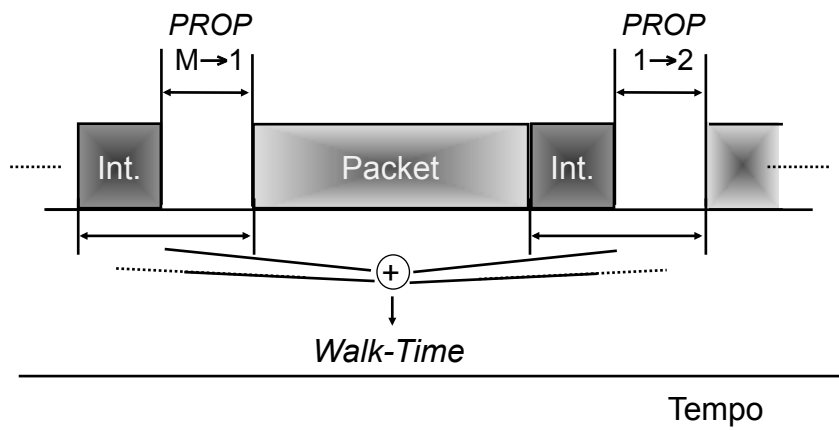 PROP
M→1
PROP
1→2
Int.
Packet
Int.
+
Walk-Time
Tempo